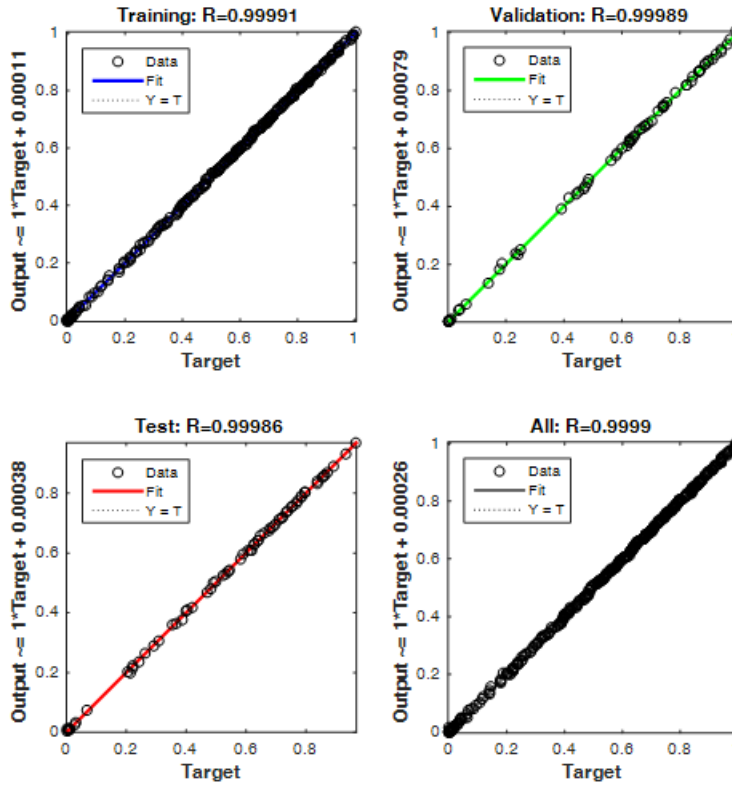 Training: R=0.99991
Output ~= 1*Target + 0.00011
1
0.8
0.6
0.4
0.2
0
Data
Fit
Y = T
0
0.2
0.4
0.6
0.8
1
Target
Validation: R=0.99989
Output ~= 1*Target + 0.00079
1
0.8
0.6
0.4
0.2
Data
Fit
Y = T
0.2
0.4
0.6
0.8
Target
Test: R=0.99986
Output ~= 1*Target + 0.00038
0.8
0.6
0.4
0.2
0
Data
Fit
Y = T
0
0.2
0.4
0.6
0.8
Target
All: R=0.9999
Output ~= 1*Target + 0.00026
1
0.8
0.6
0.4
0.2
0
Data
Fit
Y = T
0
0.2
0.4
0.6
0.8
Target